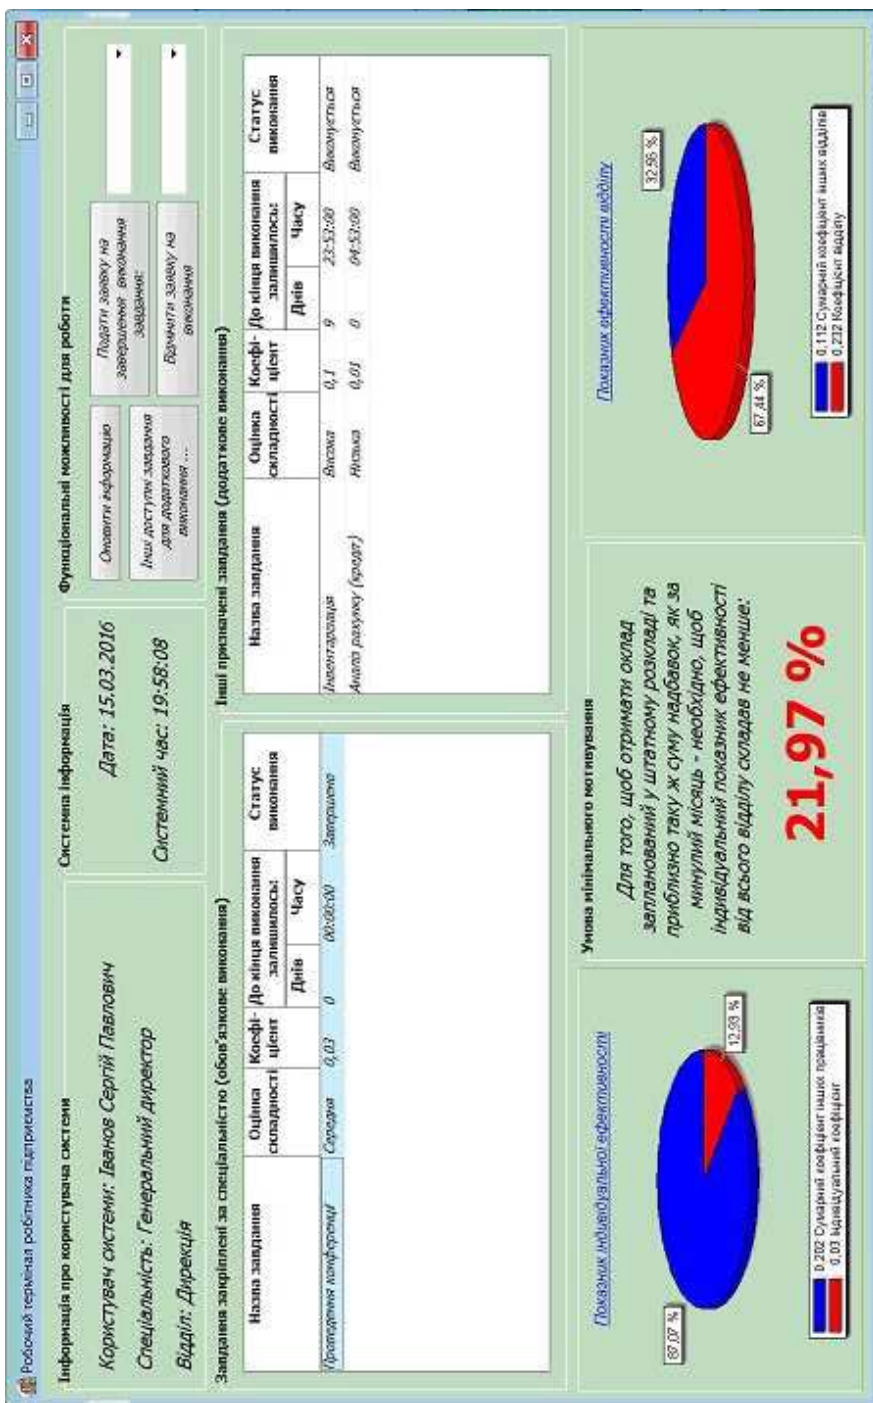 Робочий термінал робітника підприємства
Інформація про користувача системи
Користувач системи: Іванов Сергій Павлович
Спеціальність: Генеральний директор
Відділ: Дирекція
Системна інформація
Дата: 15.03.2016
Системний час: 19:58:08
Функціональні можливості для роботи
Оновити інформацію
Інші доступні завдання
для додаткового
виконання ...
Подати заявку на
завершення виконання
завдання:
Відмінити заявку на
виконання
Завдання закріплені за спеціальністю (обов'язкове виконання)
Назва завдання
Оцінка
складності
Коефі-
цієнт
До кінця виконання
залишилось:
Днів
Часу
Статус
виконання
Проведення конференції Середня 0,03 0 00:00:00 Завершено
Інші призначені завдання (додаткове виконання)
Назва завдання
Оцінка
складності
Коефі-
цієнт
До кінця виконання
залишилось:
Днів
Часу
Статус
виконання
Інвентаризація Висока 0,1 9 23:53:00 Виконується
Аналіз рахунку (кредит) Низька 0,01 0 04:53:00 Виконується
Показник індивідуальної ефективності
87,07 %
12,93 %
0,202 Сумарний коефіцієнт інших працівників
0,03 Індивідуальний коефіцієнт
Умова мінімального мотивування
Для того, щоб отримати оклад
запланований у штатному розкладі та
приблизно таку ж суму надбавок, як за
минулий місяць - необхідно, щоб
індивідуальний показник ефективності
від всього відділу складав не менше:
21,97 %
Показник ефективности відділу
32,56 %
67,44 %
0,112 Сумарний коефіцієнт інших відділів
0,232 Коефіцієнт відділу